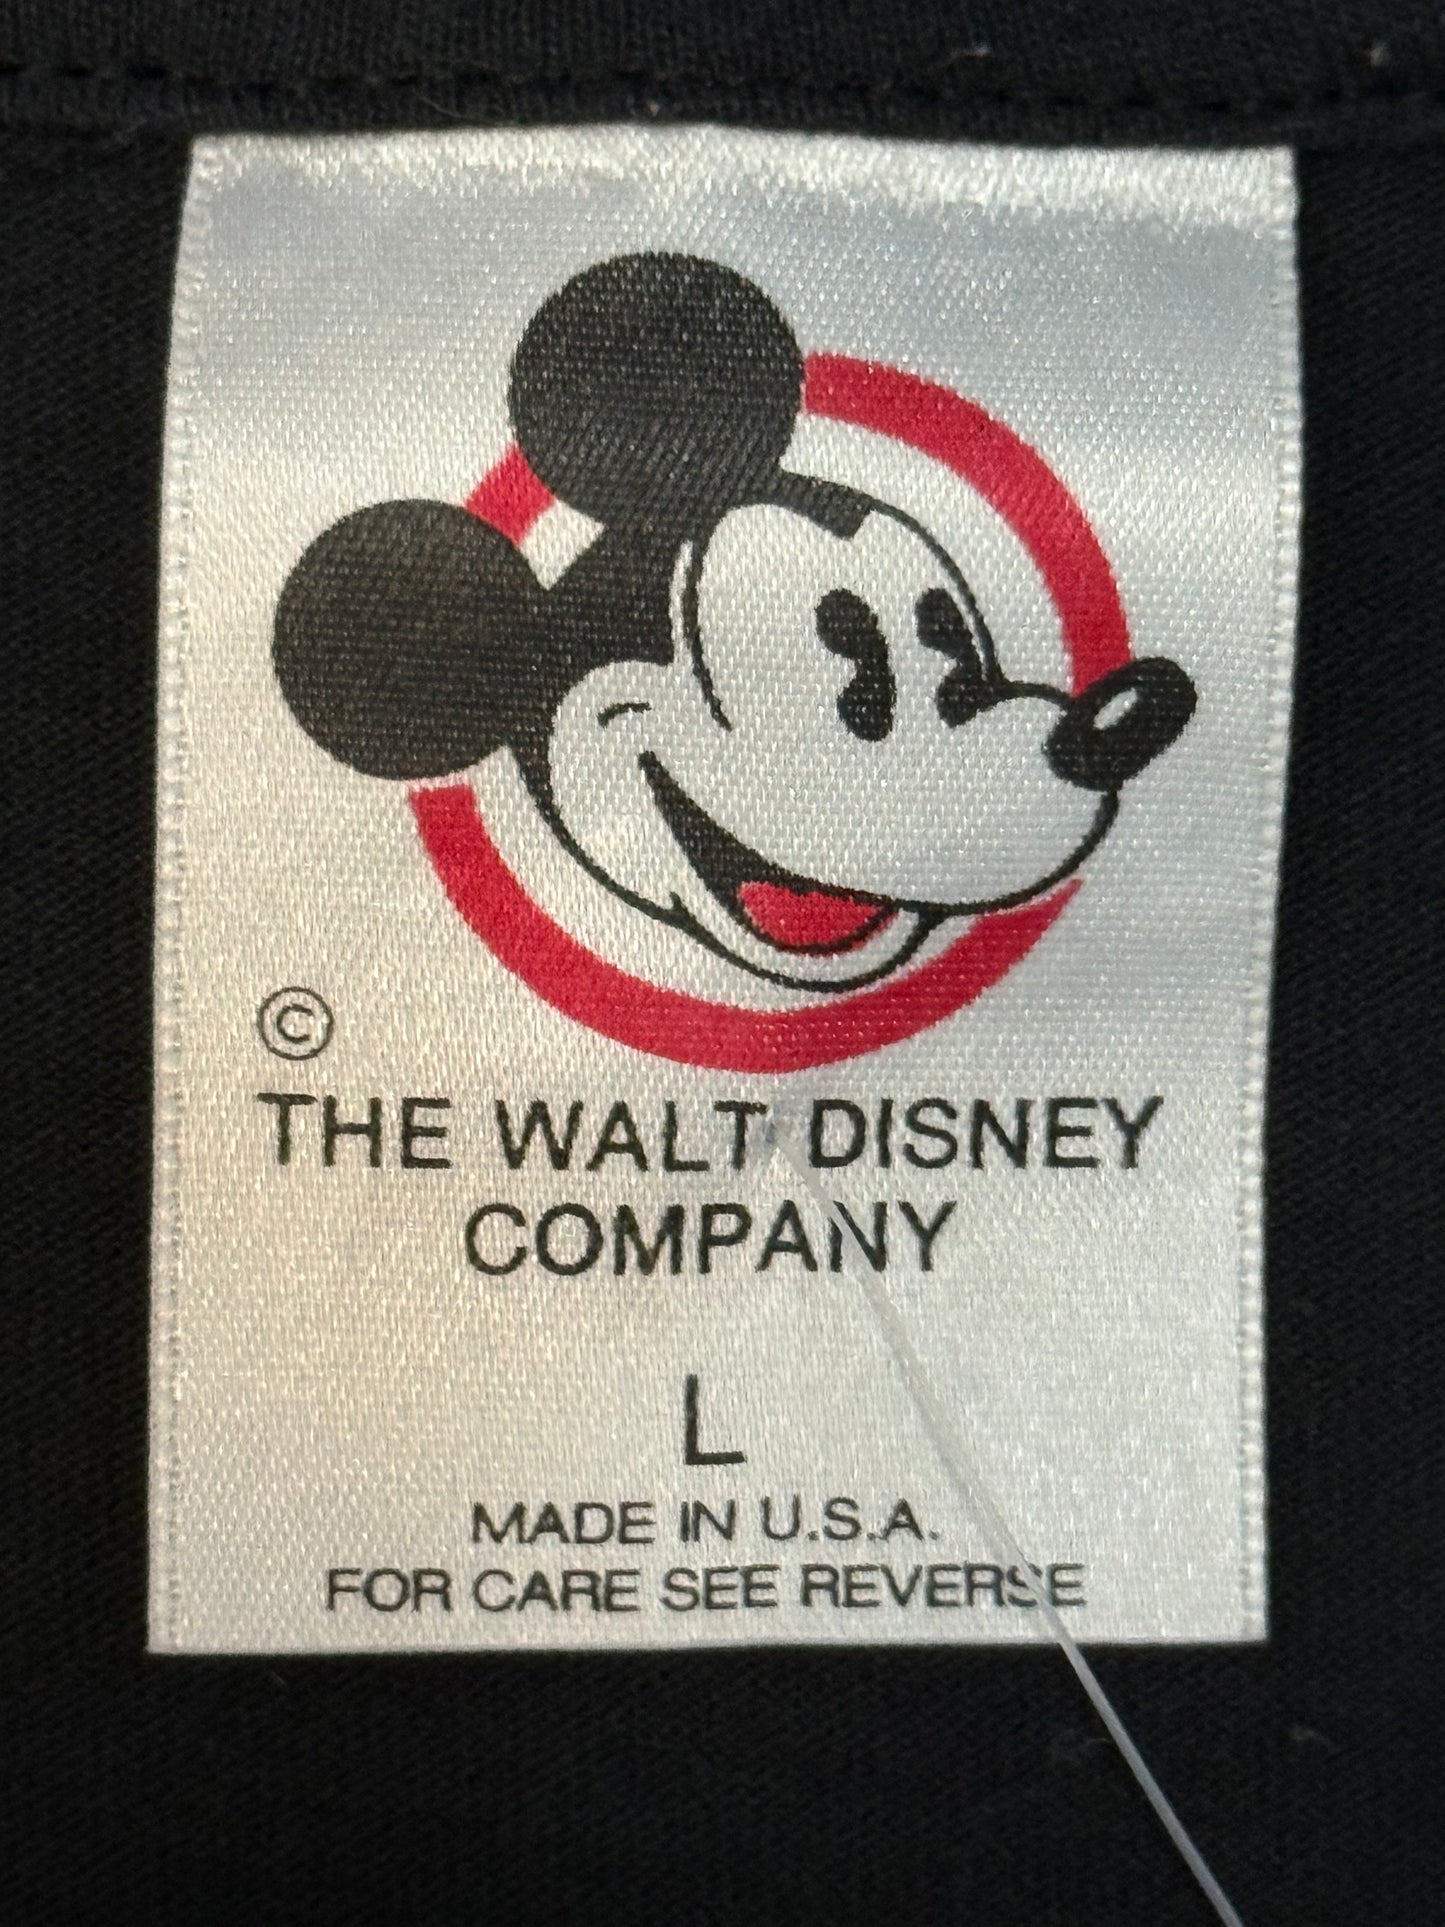 ©
THE WALT DISNEY
COMPANY
L
MADE IN U.S.A.
FOR CARE SEE REVERSE